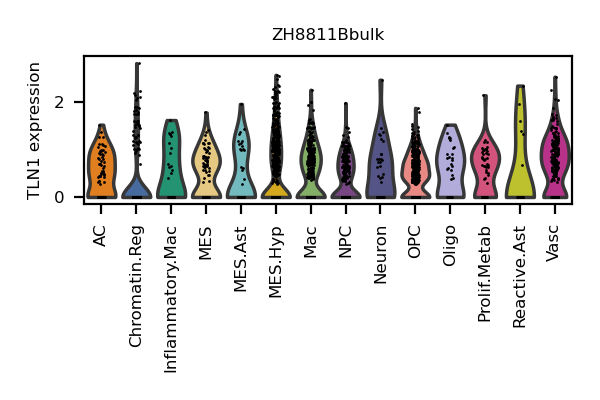 ZH8811Bbulk
TLN1 expression
2
0
AC
Chromatin.Reg
Inflammatory.Mac
MES
MES.Ast
MES.Hyp
Mac
NPC
Neuron
OPC
Oligo
Prolif.Metab
Reactive.Ast
Vasc